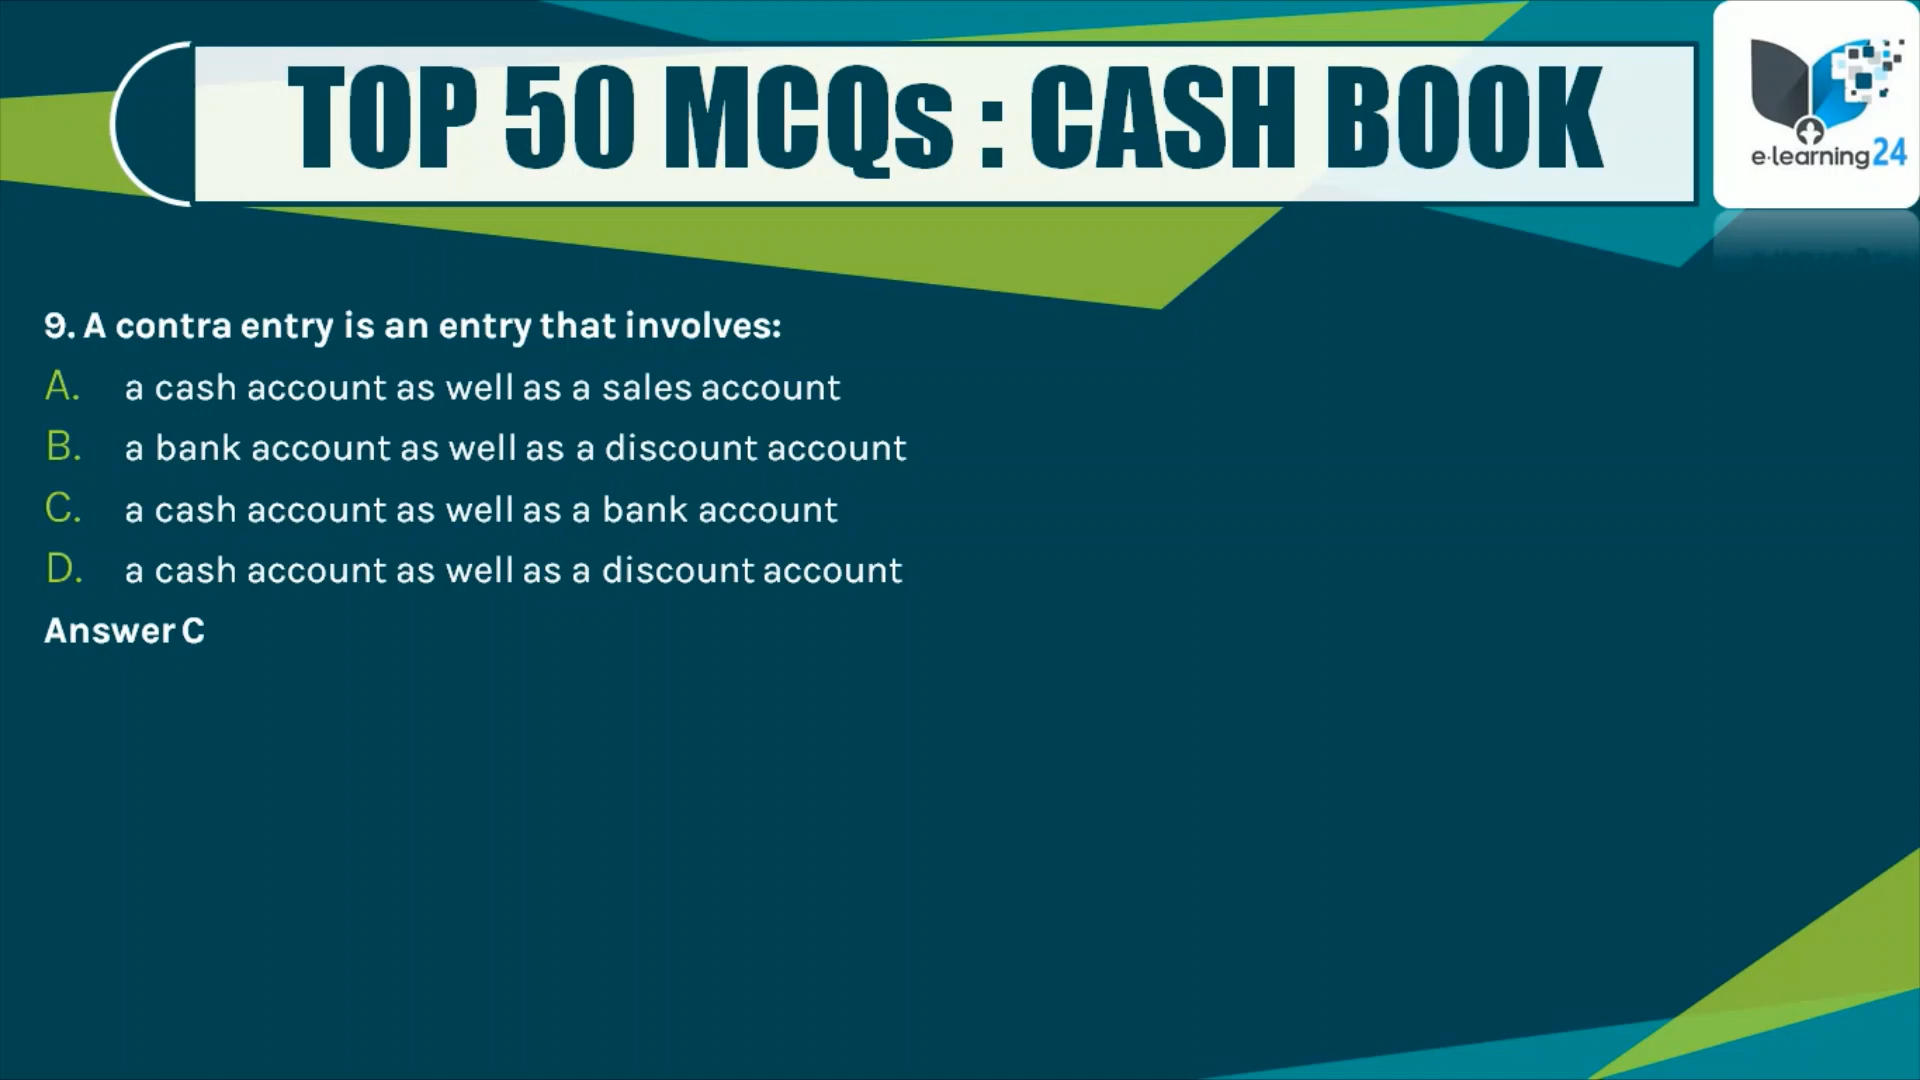 TOP 50 MCQs : CASH BOOK
e-learning24
9. A contra entry is an entry that involves:
A. a cash account as well as a sales account
B. a bank account as well as a discount account
C. a cash account as well as a bank account
D. a cash account as well as a discount account
Answer C